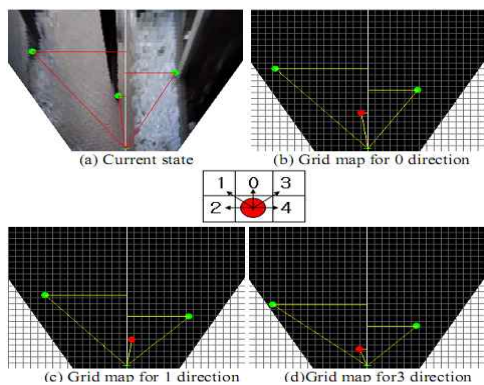 (a) Current state
(b) Grid map for 0 direction
1 0 3
2 4
(c) Grid map for 1 direction
(d)Grid map for3 direction